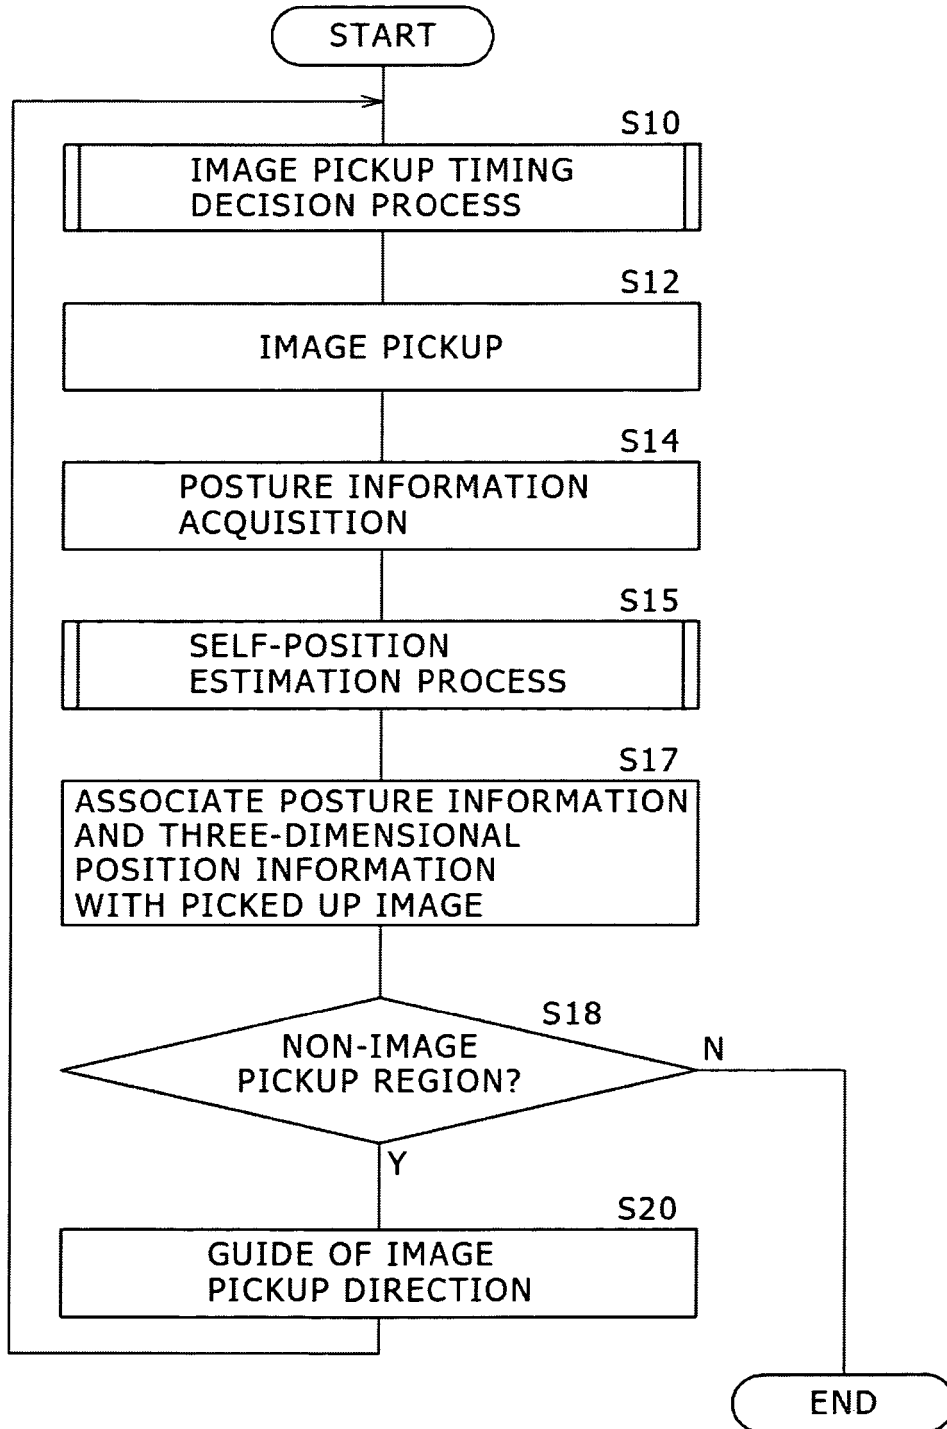 START
S10
IMAGE PICKUP TIMING
DECISION PROCESS
S12
IMAGE PICKUP
S14
POSTURE INFORMATION
ACQUISITION
S15
SELF-POSITION
ESTIMATION PROCESS
S17
ASSOCIATE POSTURE INFORMATION
AND THREE-DIMENSIONAL
POSITION INFORMATION
WITH PICKED UP IMAGE
S18
NON-IMAGE
PICKUP REGION?
N
Y
S20
GUIDE OF IMAGE
PICKUP DIRECTION
END